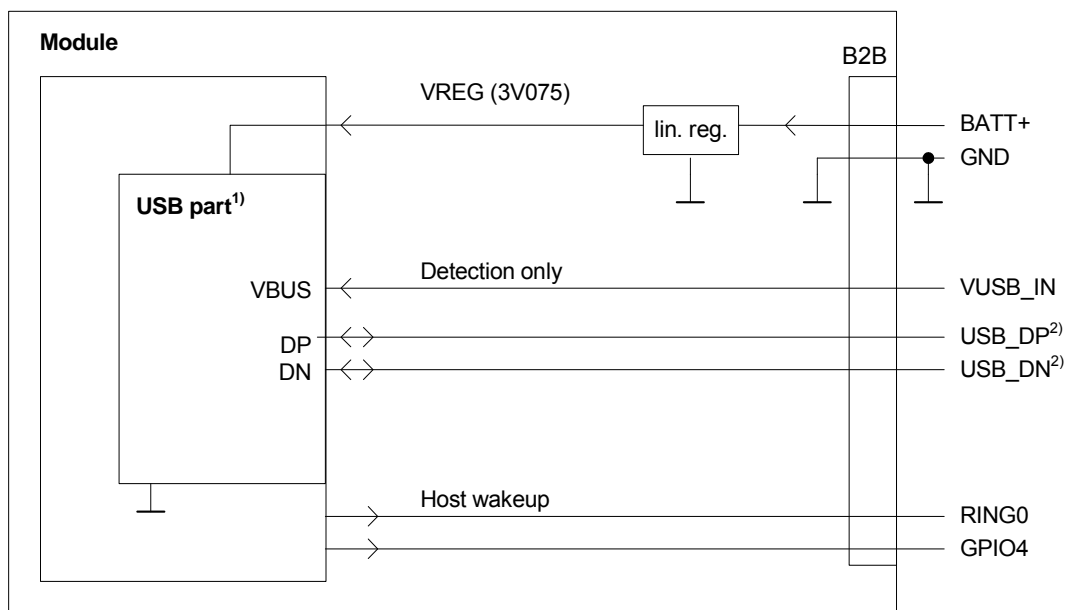 Module
B2B
VREG (3V075)
lin. reg.
BATT+
GND
USB part1)
Detection only
VBUS
VUSB_IN
DP
USB_DP2)
DN
USB_DN2)
Host wakeup
RING0
GPIO4